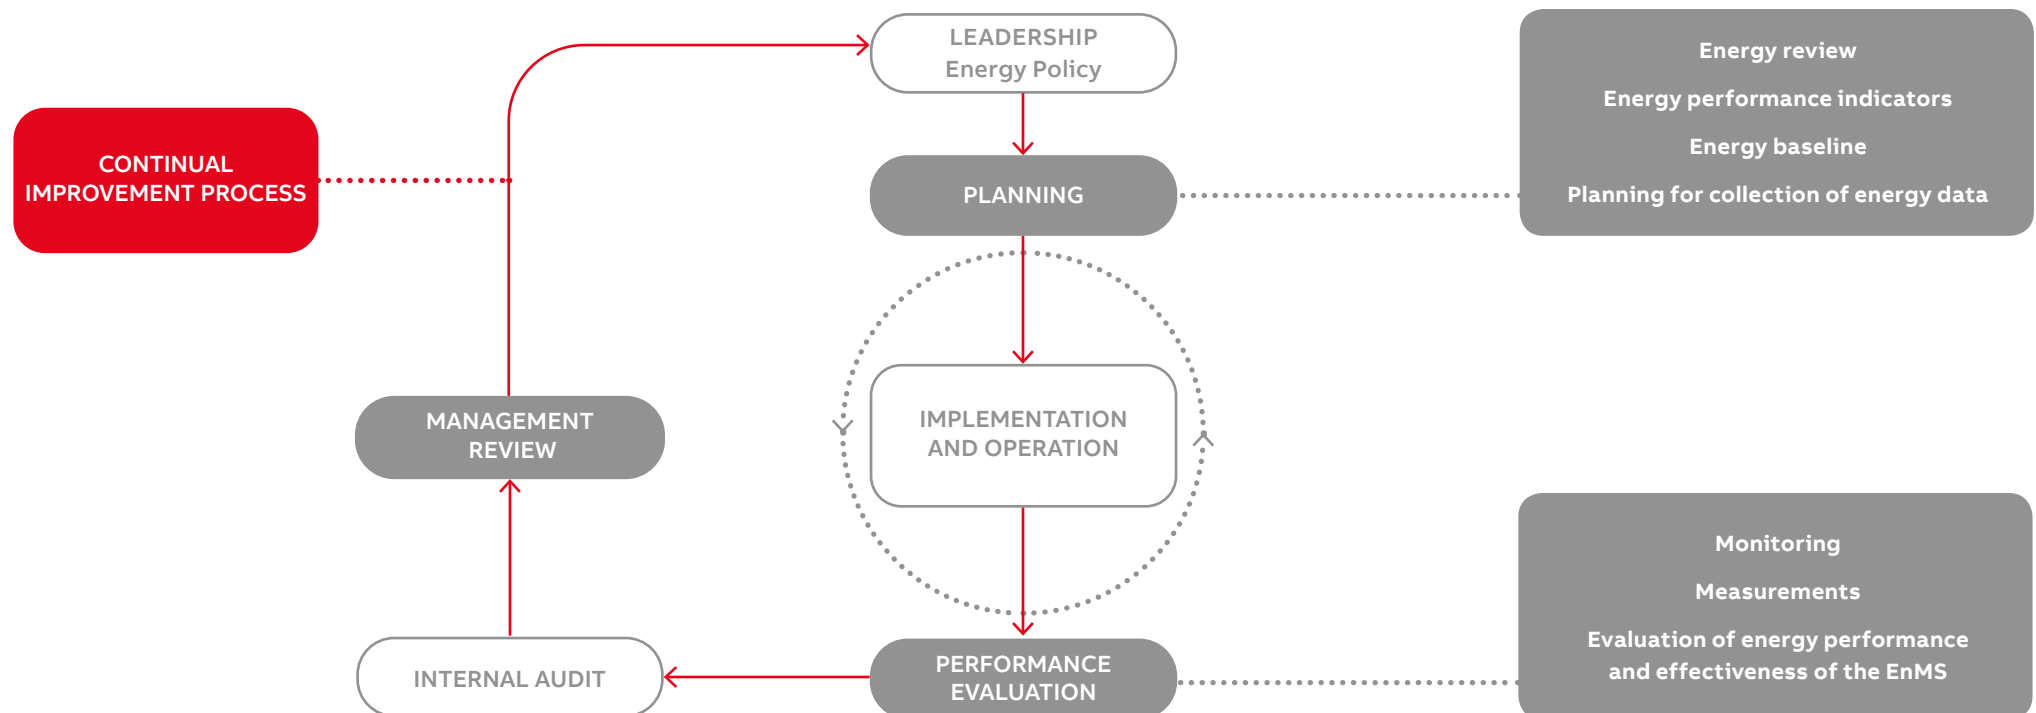 LEADERSHIP
Energy Policy
Energy review
Energy performance indicators
Energy baseline
Planning for collection of energy data
CONTINUAL
IMPROVEMENT PROCESS
PLANNING
IMPLEMENTATION
AND OPERATION
MANAGEMENT
REVIEW
Monitoring
Measurements
Evaluation of energy performance
and effectiveness of the EnMS
INTERNAL AUDIT
PERFORMANCE
EVALUATION